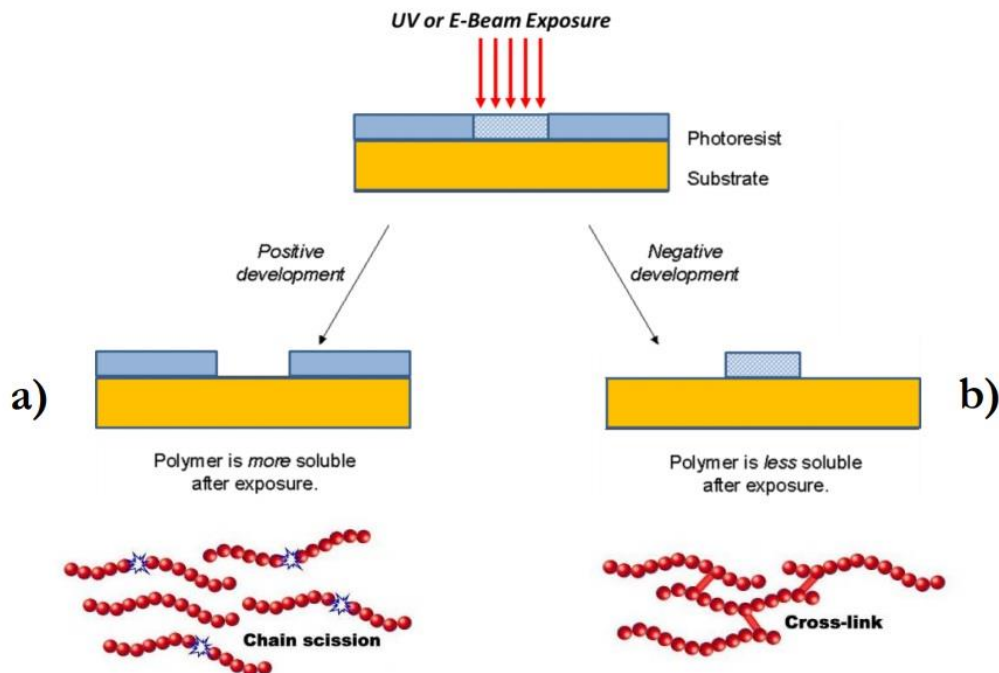 UV or E-Beam Exposure
Photoresist
Substrate
Positive
development
Negative
development
a)
b)
Polymer is more soluble
after exposure.
Polymer is less soluble
after exposure.
Chain scission
Cross-link